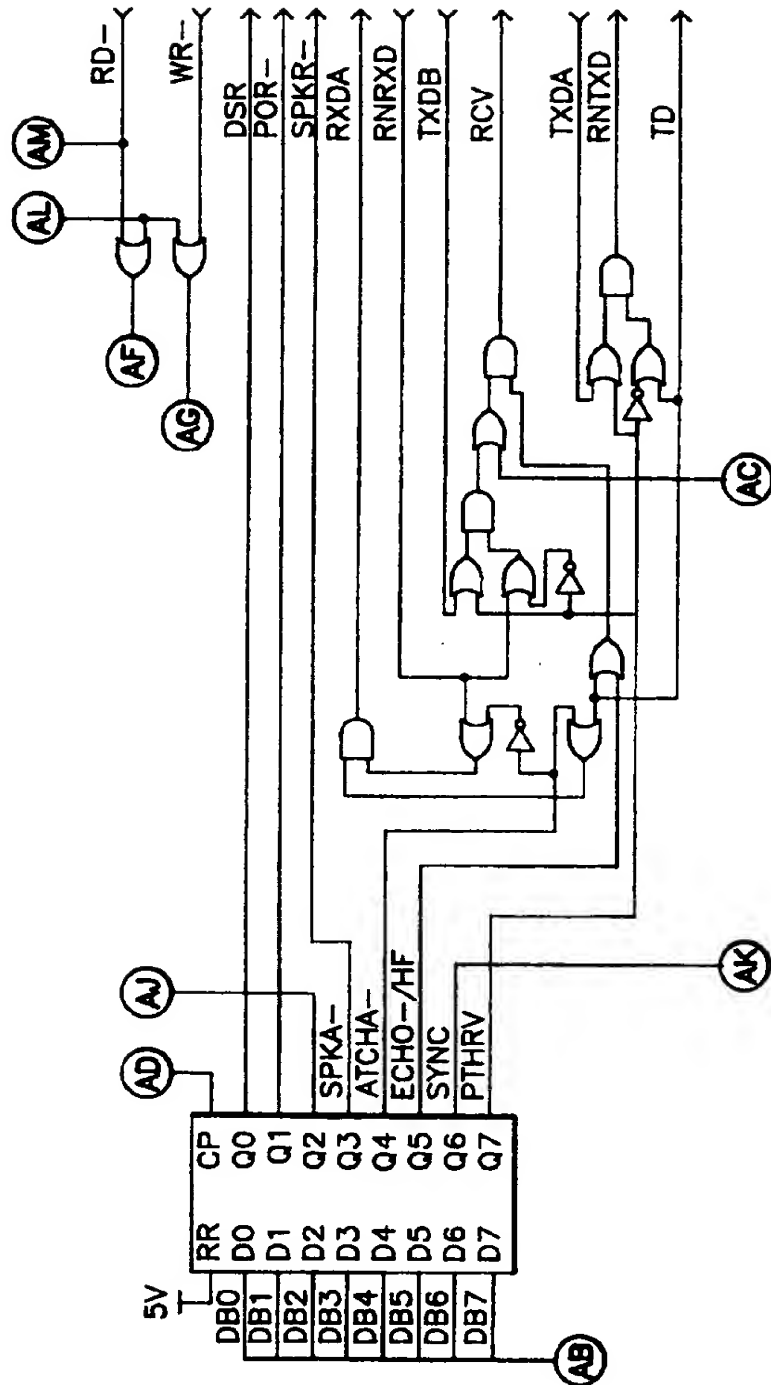 AM
RD-
AL
WR-
AF
AG
DSR
POR-
SPKR-
RXDA
RNRXD
TXDB
RCV
TXDA
RNTXD
TD
AC
AJ
AD
SPKA-
ATCHA-
ECHO-/HF
SYNC
PTHRV
AK
5V
RR CP
DB0 D0 Q0
DB1 D1 Q1
DB2 D2 Q2
DB3 D3 Q3
DB4 D4 Q4
DB5 D5 Q5
DB6 D6 Q6
DB7 D7 Q7
AB